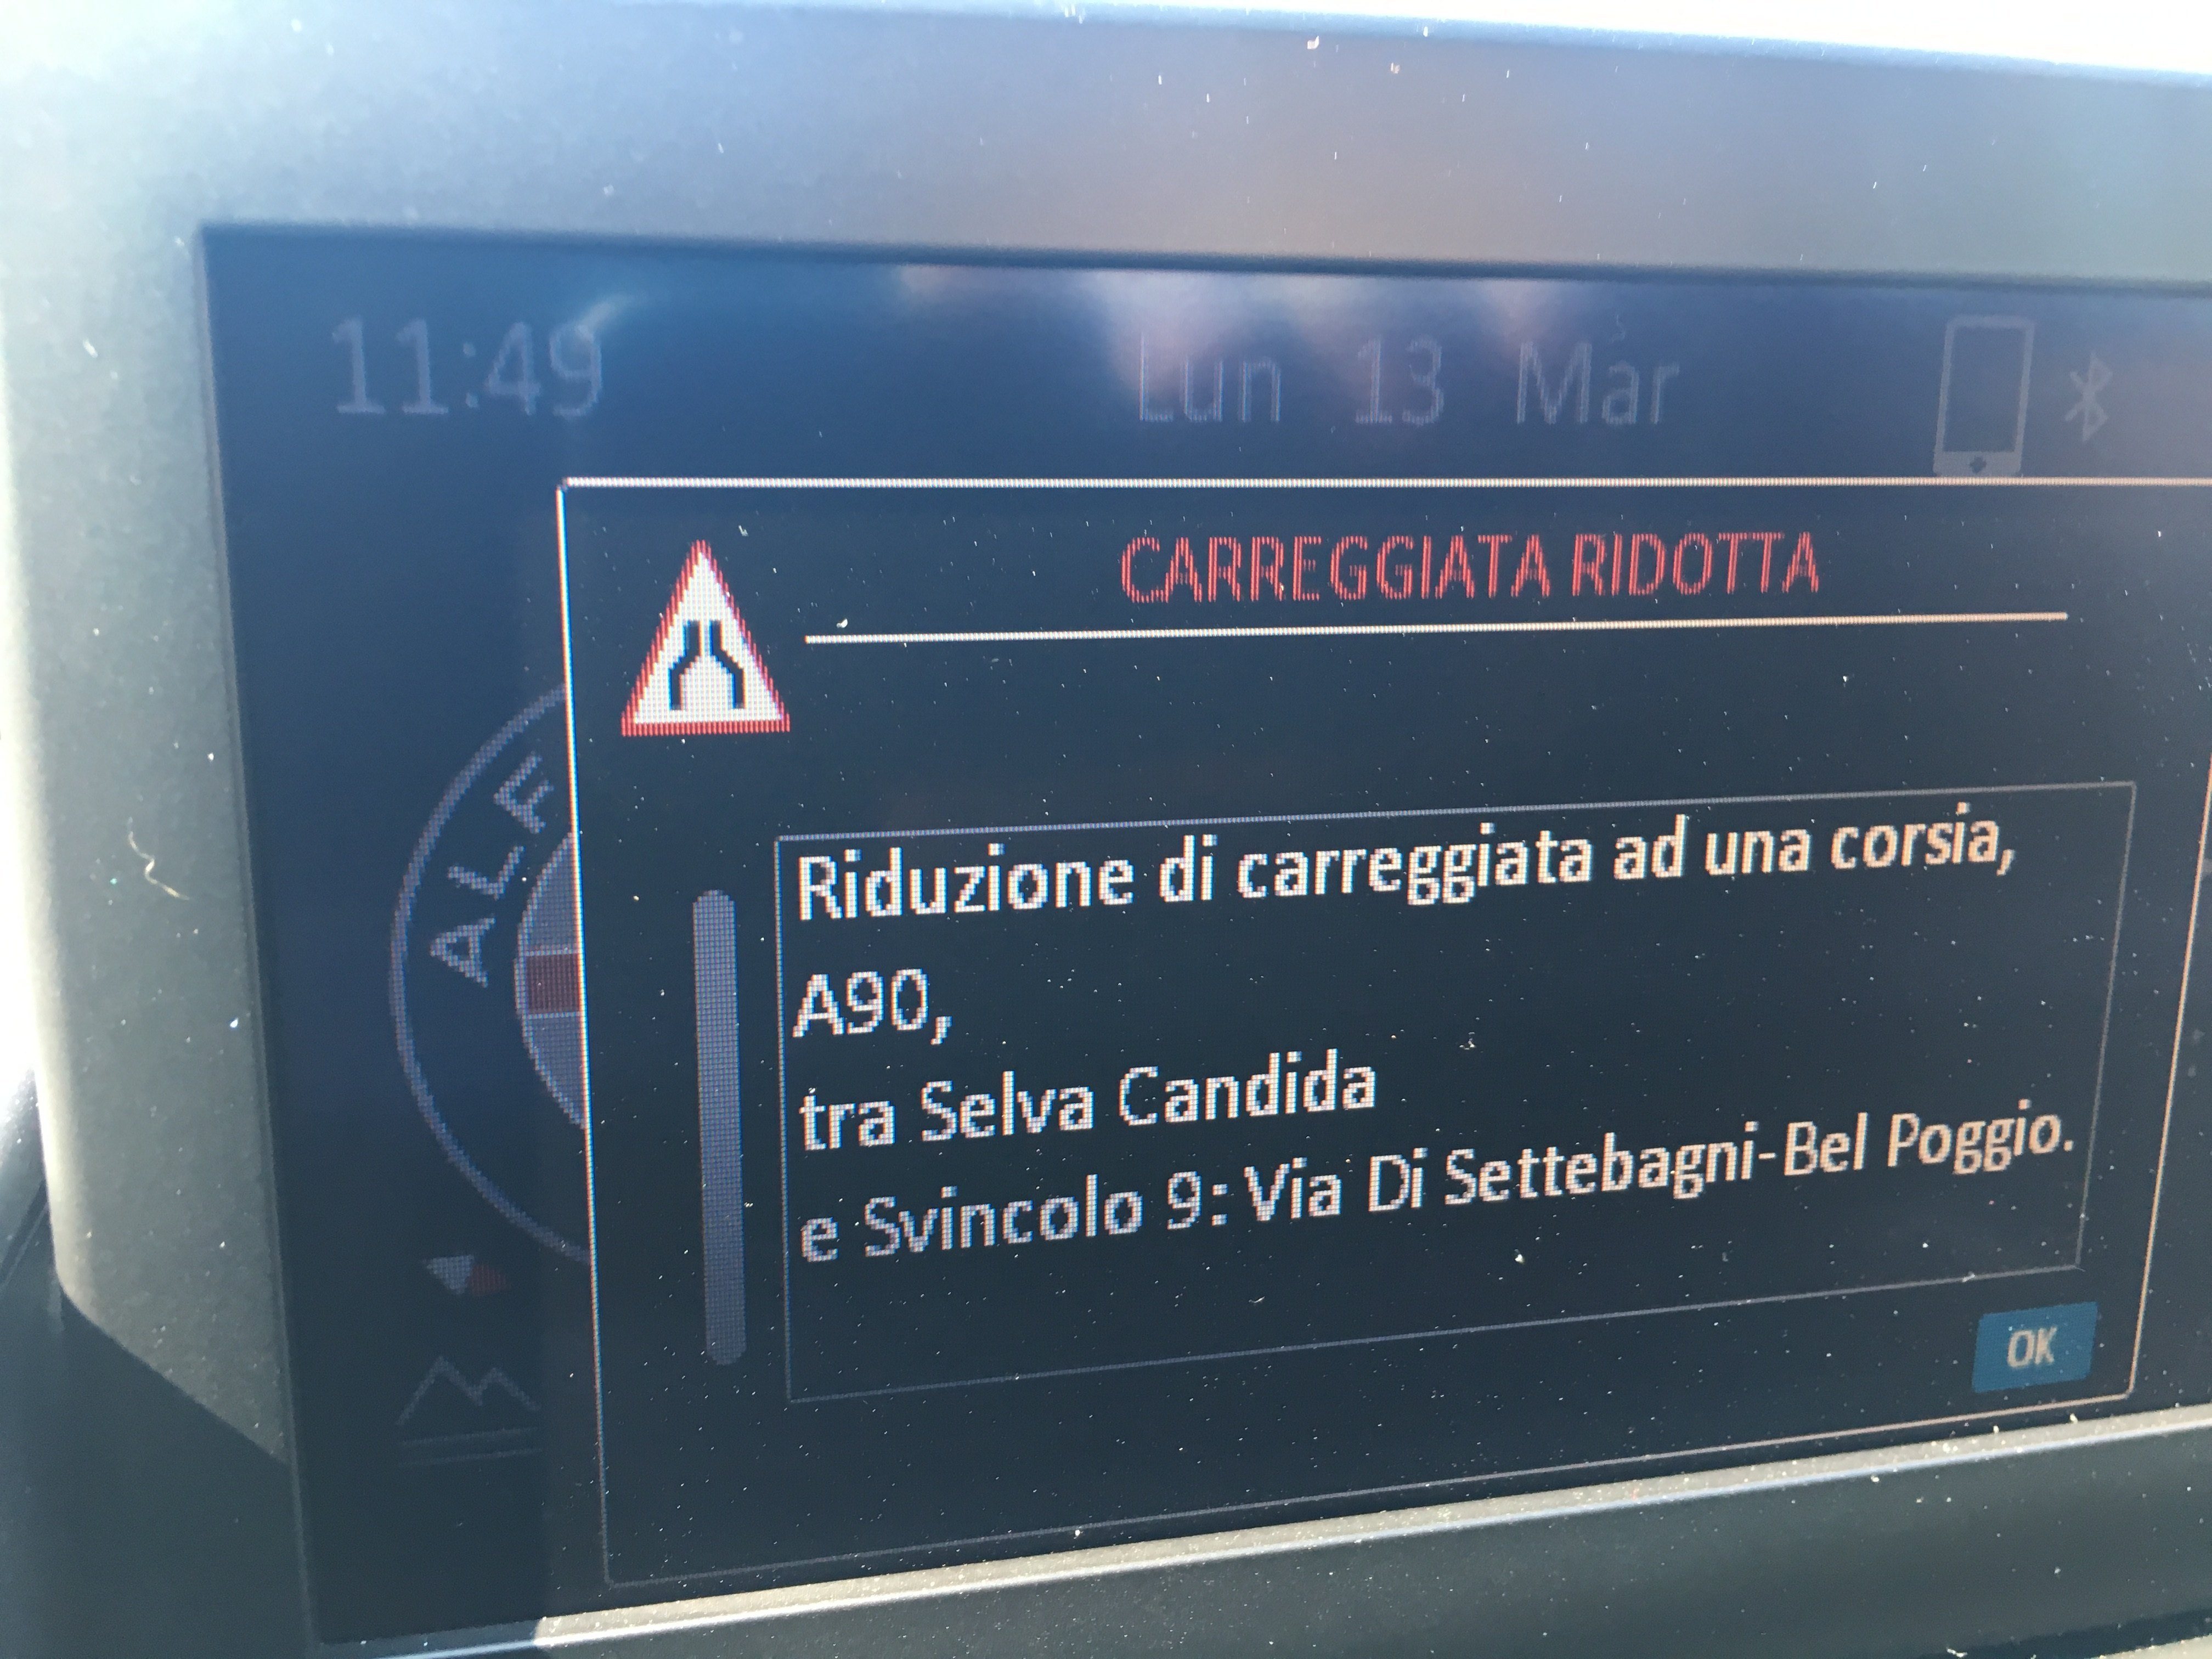 11:49
Lun 13 Mar
CARREGGIATA RIDOTTA
ALF
Riduzione di carreggiata ad una corsia,
A90,
tra Selva Candida
e Svincolo 9: Via Di Settebagni-Bel Poggio.
OK